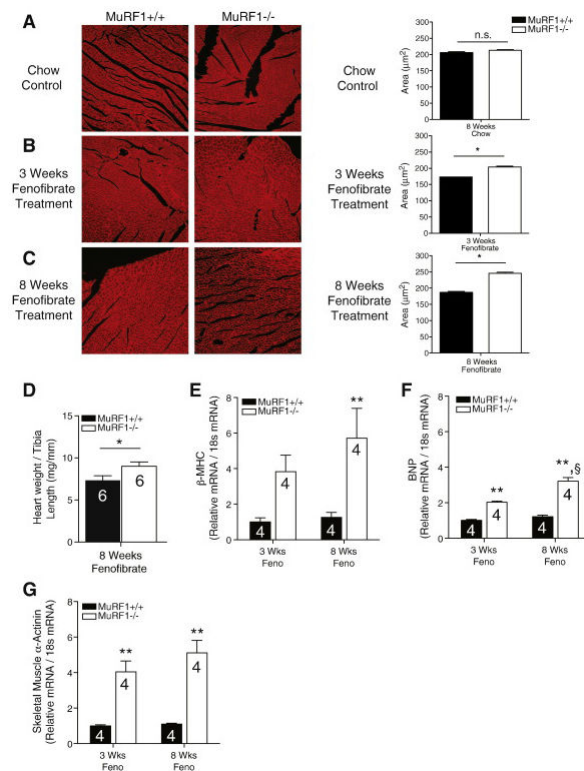 A
MuRF1+/+
MuRF1-/-
Chow
Control
Chow
Control
Area (μm²)
300
250
200
150
100
50
0
n.s.
MuRF1+/+
MuRF1-/-
8 Weeks
Chow
B
3 Weeks
Fenofibrate
Treatment
3 Weeks
Fenofibrate
Treatment
Area (μm²)
300
250
200
150
100
50
0
*
3 Weeks
Fenofibrate
C
8 Weeks
Fenofibrate
Treatment
8 Weeks
Fenofibrate
Treatment
Area (μm²)
300
250
200
150
100
50
0
*
8 Weeks
Fenofibrate
D
MuRF1+/+
MuRF1-/-
Heart weight / Tibia
Length (mg/mm)
15
10
5
0
*
6
6
8 Weeks
Fenofibrate
E
MuRF1+/+
MuRF1-/-
β-MHC
(Relative mRNA / 18s mRNA)
8
6
4
2
0
4
4
4
**
4
3 Wks
Feno
8 Wks
Feno
F
MuRF1+/+
MuRF1-/-
BNP
(Relative mRNA / 18s mRNA)
8
6
4
2
0
4
**
4
4
**,§
4
3 Wks
Feno
8 Wks
Feno
G
MuRF1+/+
MuRF1-/-
Skeletal Muscle α-Actinin
(Relative mRNA / 18s mRNA)
8
6
4
2
0
4
**
4
4
**
4
3 Wks
Feno
8 Wks
Feno